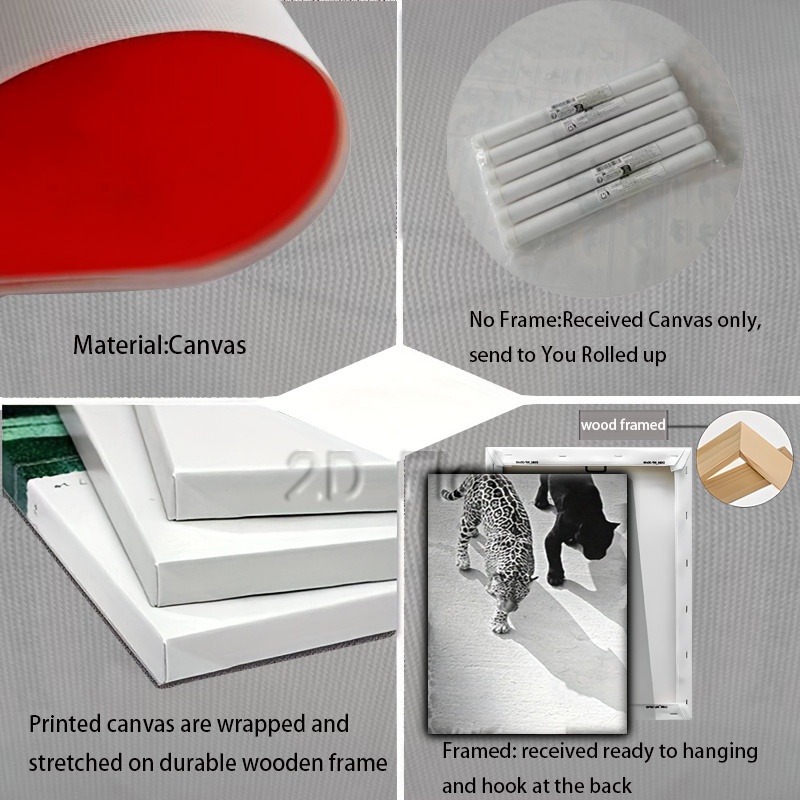 Material:Canvas
No Frame:Received Canvas only,
send to You Rolled up
2D
wood framed
Printed canvas are wrapped and
stretched on durable wooden frame
Framed: received ready to hanging
and hook at the back